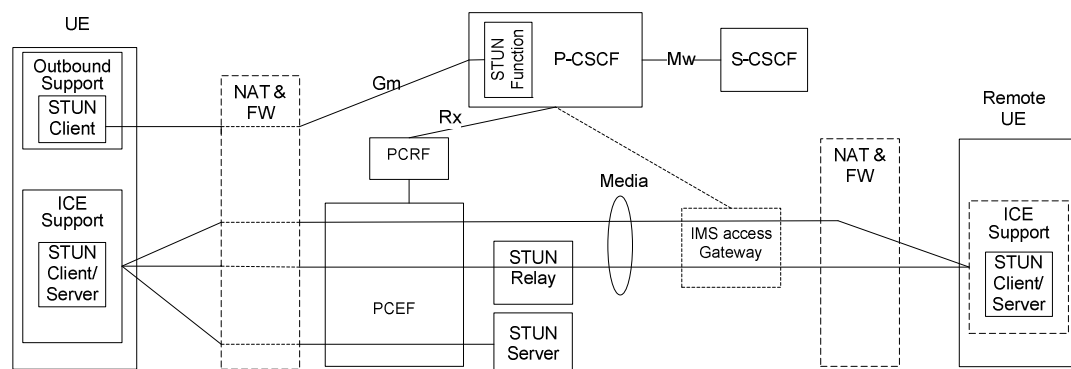 UE
Outbound
Support
STUN
Client
ICE
Support
STUN
Client/
Server
NAT &
FW
Gm
STUN
Function
P-CSCF
Mw
S-CSCF
Rx
PCRF
PCEF
STUN
Relay
STUN
Server
Media
IMS access
Gateway
NAT &
FW
Remote
UE
ICE
Support
STUN
Client/
Server